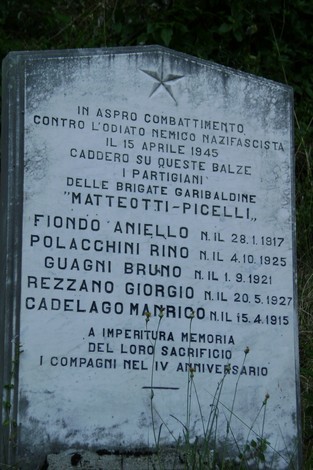 IN ASPRO COMBATTIMENTO
CONTRO L'ODIATO NEMICO NAZIFASCISTA
IL 15 APRILE 1945
CADDERO SU QUESTE BALZE
I PARTIGIANI
DELLE BRIGATE GARIBALDINE
"MATTEOTTI-PICELLI„
FIONDO ANIELLO N. IL 28.1.1917
POLACCHINI RINO N. IL 4.10.1925
GUAGNI BRUNO N. IL 1.9.1921
REZZANO GIORGIO N. IL 20.5.1927
CADELAGO MANRICO N. IL 15.4.1915
A IMPERITURA MEMORIA
DEL LORO SACRIFICIO
I COMPAGNI NEL IV ANNIVERSARIO